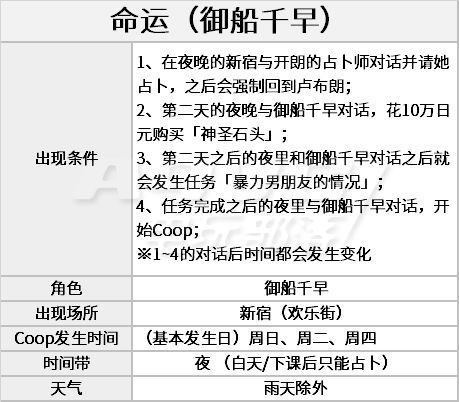 命运（御船千早）
出现条件
1、在夜晚的新宿与开朗的占卜师对话并请她
占卜，之后会强制回到卢布朗；
2、第二天的夜晚与御船千早对话，花10万日
元购买「神圣石头」；
3、第二天之后的夜里和御船千早对话之后就
会发生任务「暴力男朋友的情况」；
4、任务完成之后的夜里与御船千早对话，开
始Coop；
※1~4的对话后时间都会发生变化
角色 御船千早
出现场所 新宿（欢乐街）
Coop发生时间 （基本发生日）周日、周二、周四
时间带 夜 （白天/下课后只能占卜）
天气 雨天除外